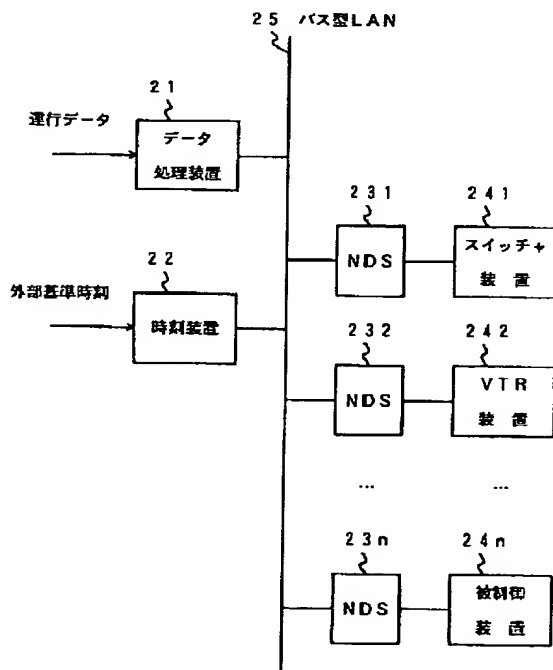 25 バス型LAN
21
運行データ
データ
処理装置
231
241
NDS
スイッチャ
装置
22
外部基準時刻
時刻装置
232
242
NDS
VTR
装置
… …
23n
24n
NDS
被制御
装置